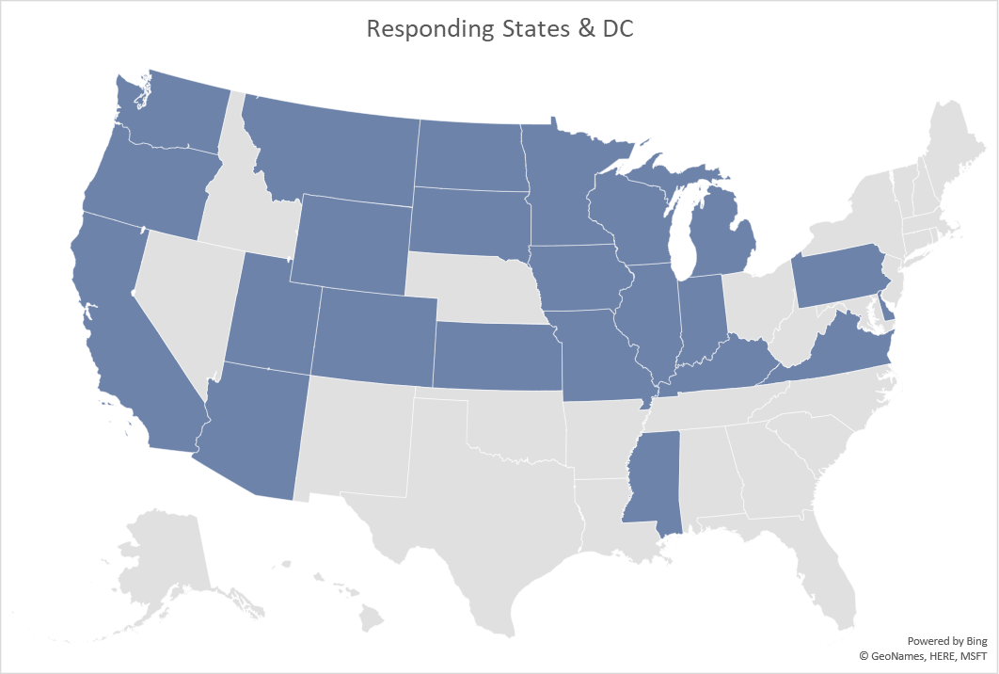 Responding States & DC
Powered by Bing
© GeoNames, HERE, MSFT